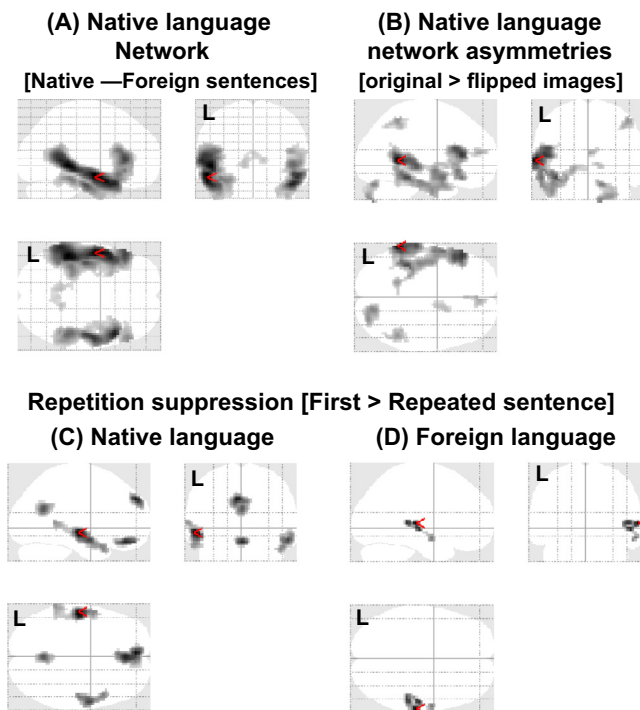 (A) Native language
Network
[Native —Foreign sentences]
L
L
(B) Native language
network asymmetries
[original > flipped images]
L
L
Repetition suppression [First > Repeated sentence]
(C) Native language
L
L
(D) Foreign language
L
L